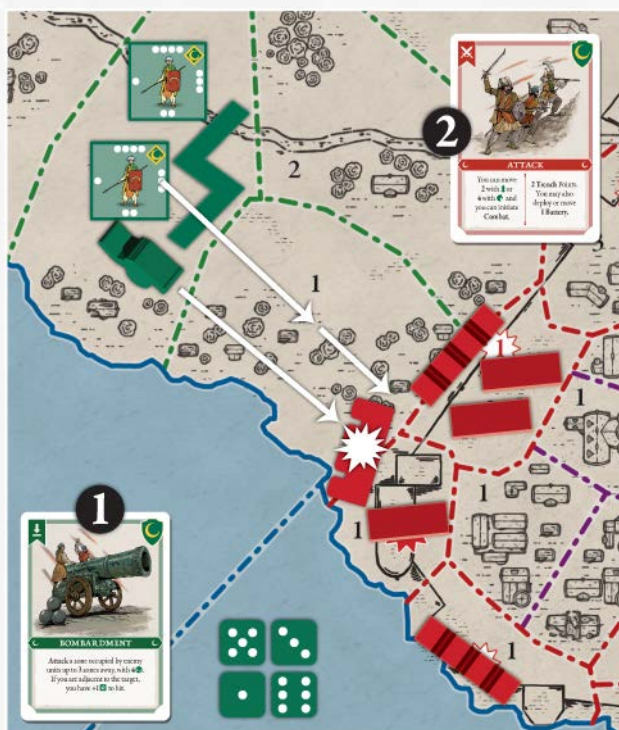 2
ATTACK
You can move
2 with or
with and
you can initiate
Combat.
2 Trench Points.
You may also
deploy or move
1 Battery.
2
3
1
1
1
1
1
1
1
BOMBARDMENT
Attack a zone occupied by enemy
units up to 3 zones away, with 4
If you are adjacent to the target,
you have +1 to hit.